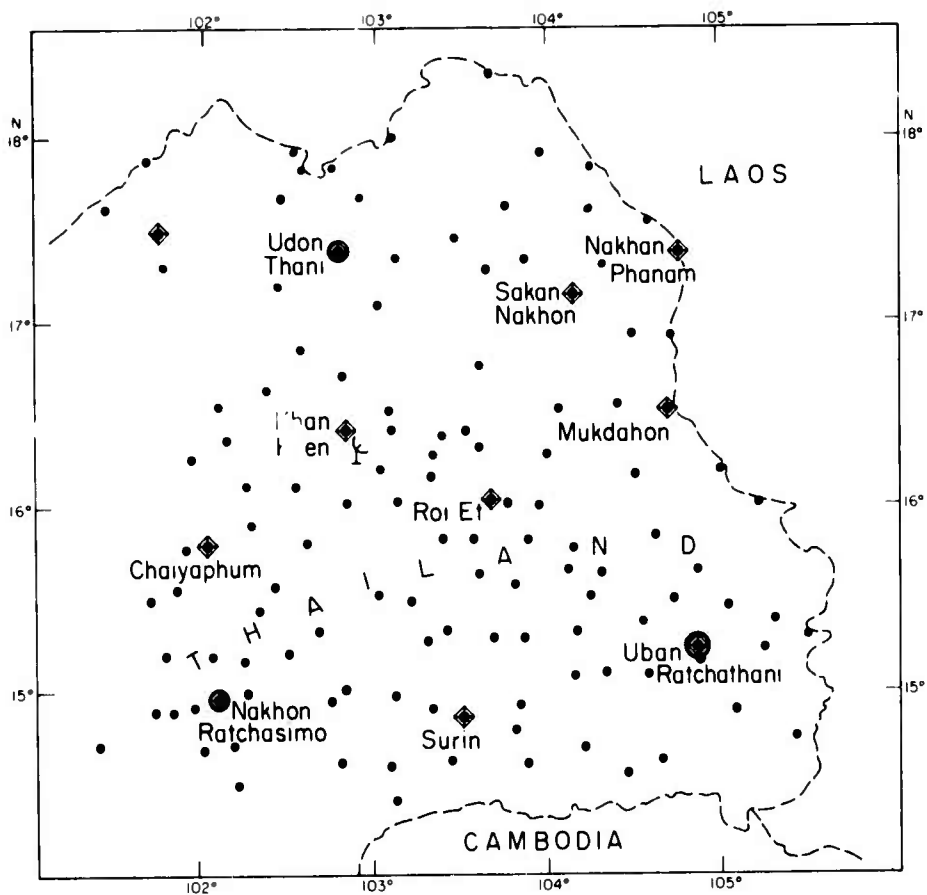 102° 103° 104° 105°
N
18°
17°
16°
15°
N
18°
17°
16°
15°
LAOS
Udon
Thani
Nakhan
Phanam
Sakan
Nakhon
Mukdahon
Roi Et
Chaiyaphum
THAILAND
Uban
Ratchathani
Nakhon
Ratchasimo
Surin
CAMBODIA
102° 103° 104° 105°